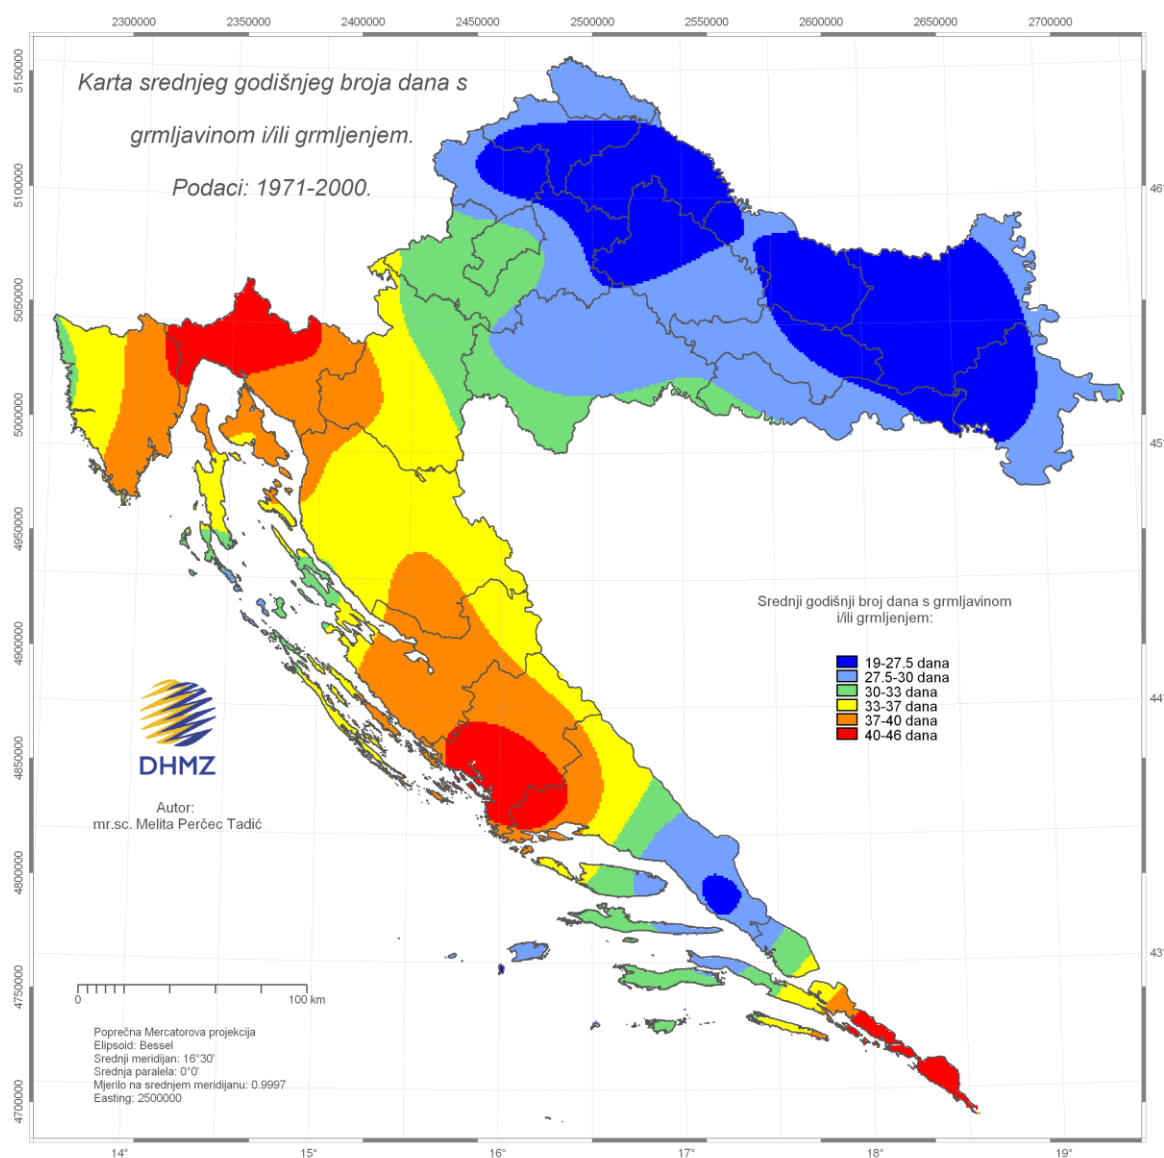 2300000 2350000 2400000 2450000 2500000 2550000 2600000 2650000 2700000
Karta srednjeg godišnjeg broja dana s
grmljavinom i/ili grmljenjem.
Podaci: 1971-2000.
5150000
5100000
5050000
5000000
4950000
4900000
4850000
4800000
4750000
4700000
46°
45°
44°
43°
Srednji godišnji broj dana s grmljavinom
i/ili grmljenjem:
19-27.5 dana
27.5-30 dana
30-33 dana
33-37 dana
37-40 dana
40-46 dana
DHMZ
Autor:
mr.sc. Melita Perčec Tadić
0 100 km
Poprečna Mercatorova projekcija
Elipsoid: Bessel
Srednji meridijan: 16°30'
Srednja paralela: 0°0'
Mjerilo na srednjem meridijanu: 0.9997
Easting: 2500000
14° 15° 16° 17° 18° 19°